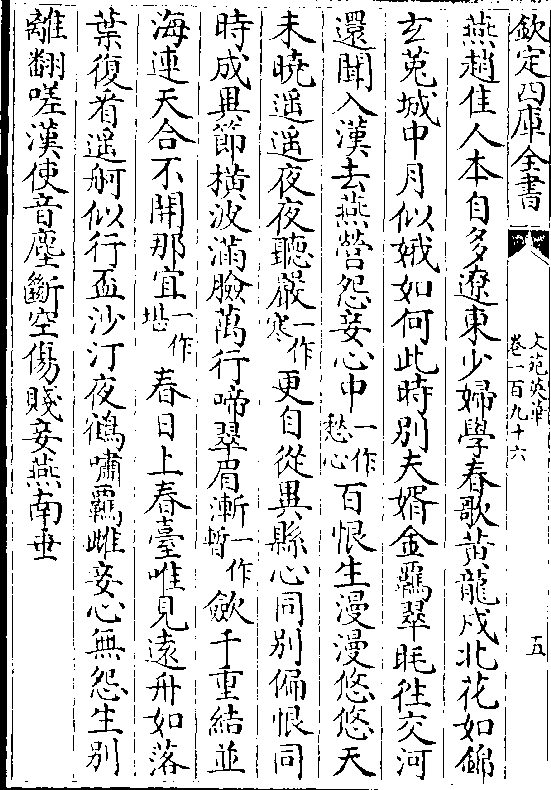 欽定四庫全書
文苑英華
卷一百九十六
五
燕趙佳人本自多遼東少婦學春歌黃龍戍北花如錦
玄菟城中月似娥如何此時別夫婿金羈翠眊徃交河
還聞入漢去燕營怨妾心中一作愁心百恨生漫漫悠悠天
未曉遥遥夜夜聽嚴一作寒更自從異縣心同別偏恨同
時成異節横波滿臉萬行啼翠眉漸一作暫歛千重結並
海連天合不開那宜一作堪春日上春臺唯見遠舟如落
葉復看遥舸似行盃沙汀夜鶴嘯羈雌妾心無怨生別
離翻嗟漢使音塵斷空傷賤妾燕南垂